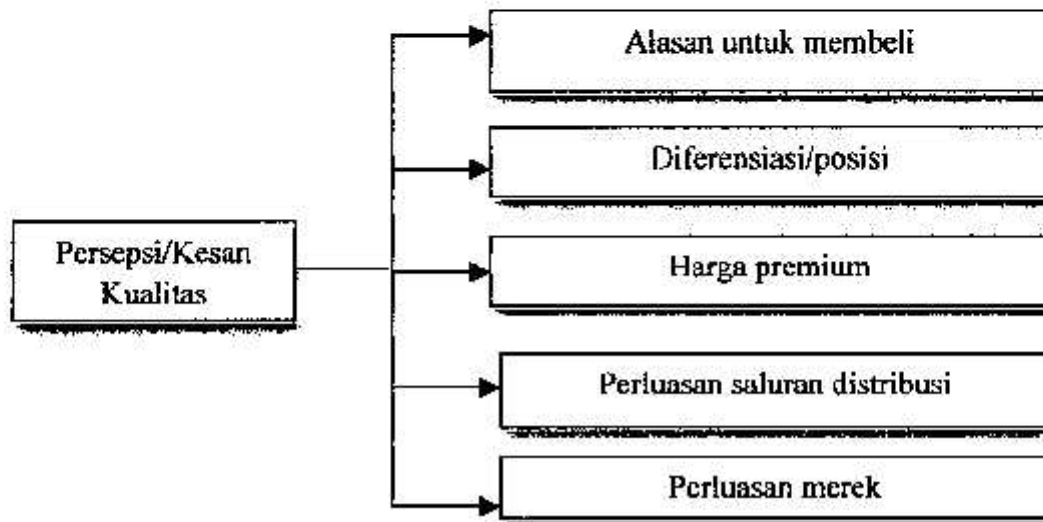 Alasan untuk membeli
Diferensiasi/posisi
Persepsi/Kesan
Kualitas
Harga premium
Perluasan saluran distribusi
Perluasan merek